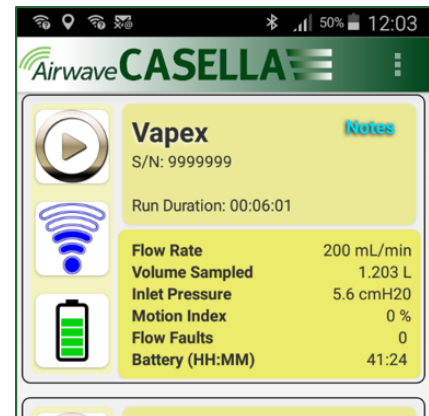 50% 12:03
Airwave CASELLA
Vapex Notes
S/N: 9999999
Run Duration: 00:06:01
Flow Rate 200 mL/min
Volume Sampled 1.203 L
Inlet Pressure 5.6 cmH20
Motion Index 0 %
Flow Faults 0
Battery (HH:MM) 41:24